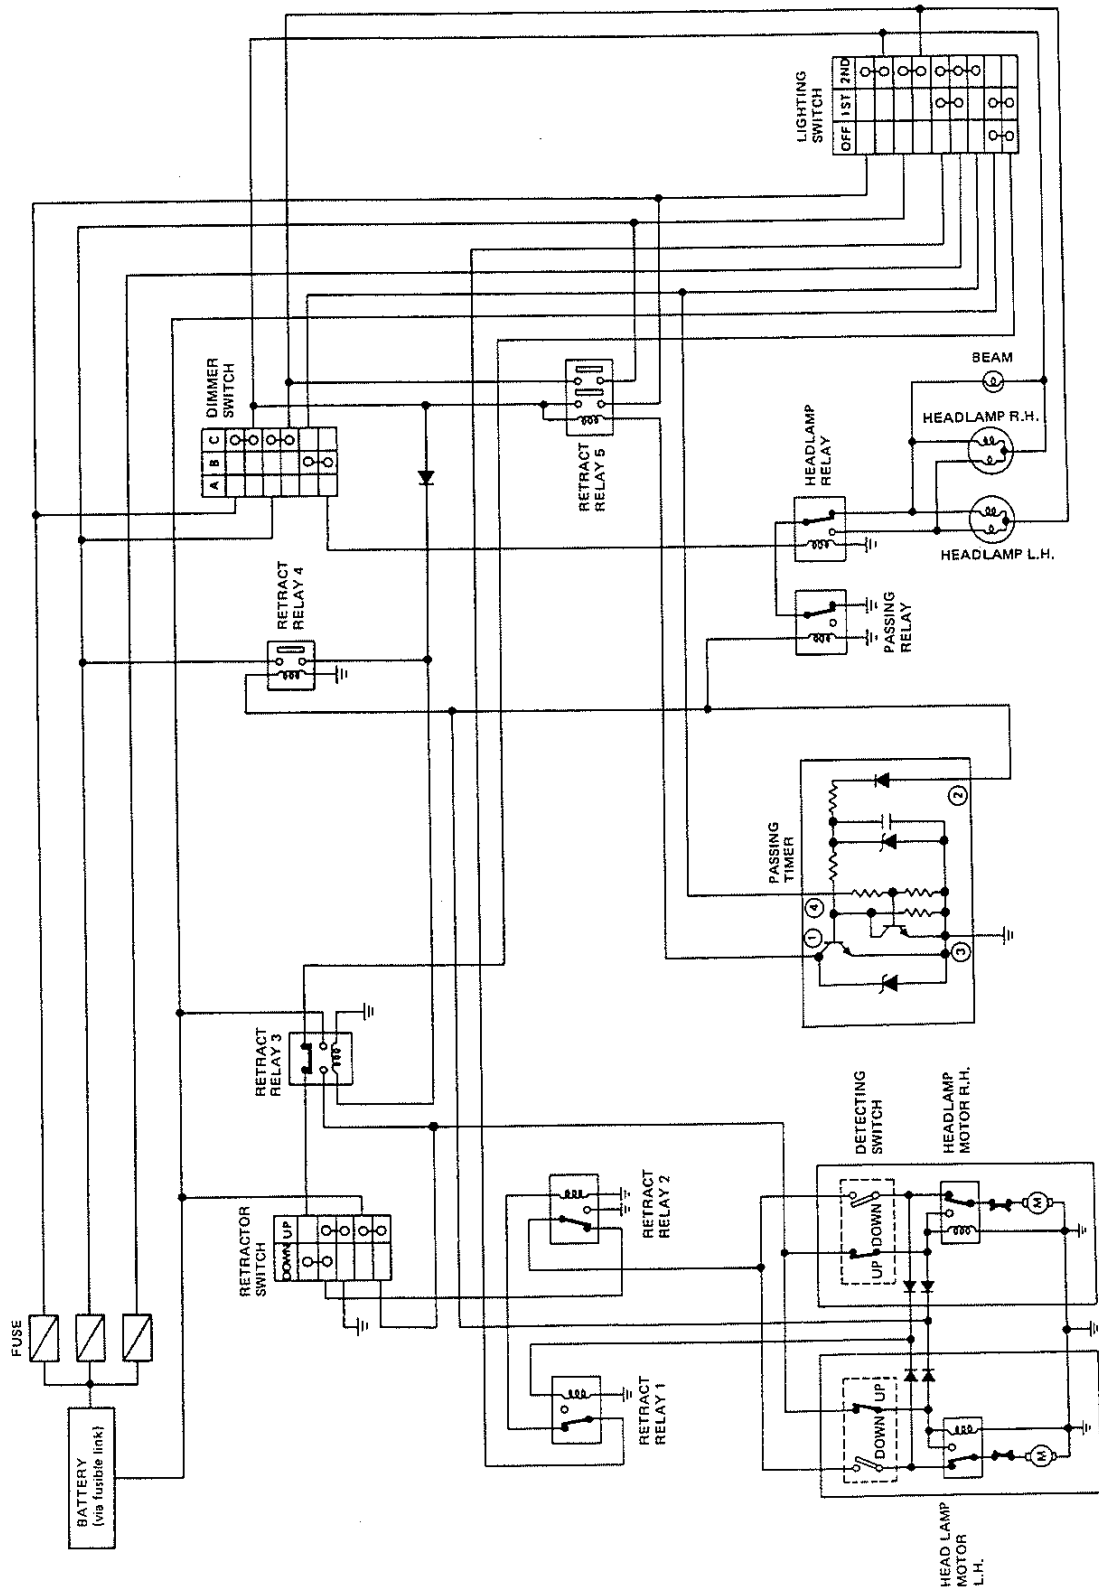 FUSE
BATTERY
(via fusible link)
LIGHTING
SWITCH
OFF 1ST 2ND
DIMMER
SWITCH
A B C
RETRACT
RELAY 4
RETRACT
RELAY 5
HEADLAMP
RELAY
PASSING
RELAY
BEAM
HEADLAMP R.H.
HEADLAMP L.H.
PASSING
TIMER
1
4
2
3
RETRACT
RELAY 3
RETRACTOR
SWITCH
DOWN UP
RETRACT
RELAY 2
RETRACT
RELAY 1
DETECTING
SWITCH
UP DOWN
HEADLAMP
MOTOR R.H.
M
DOWN UP
M
HEAD LAMP
MOTOR
L.H.